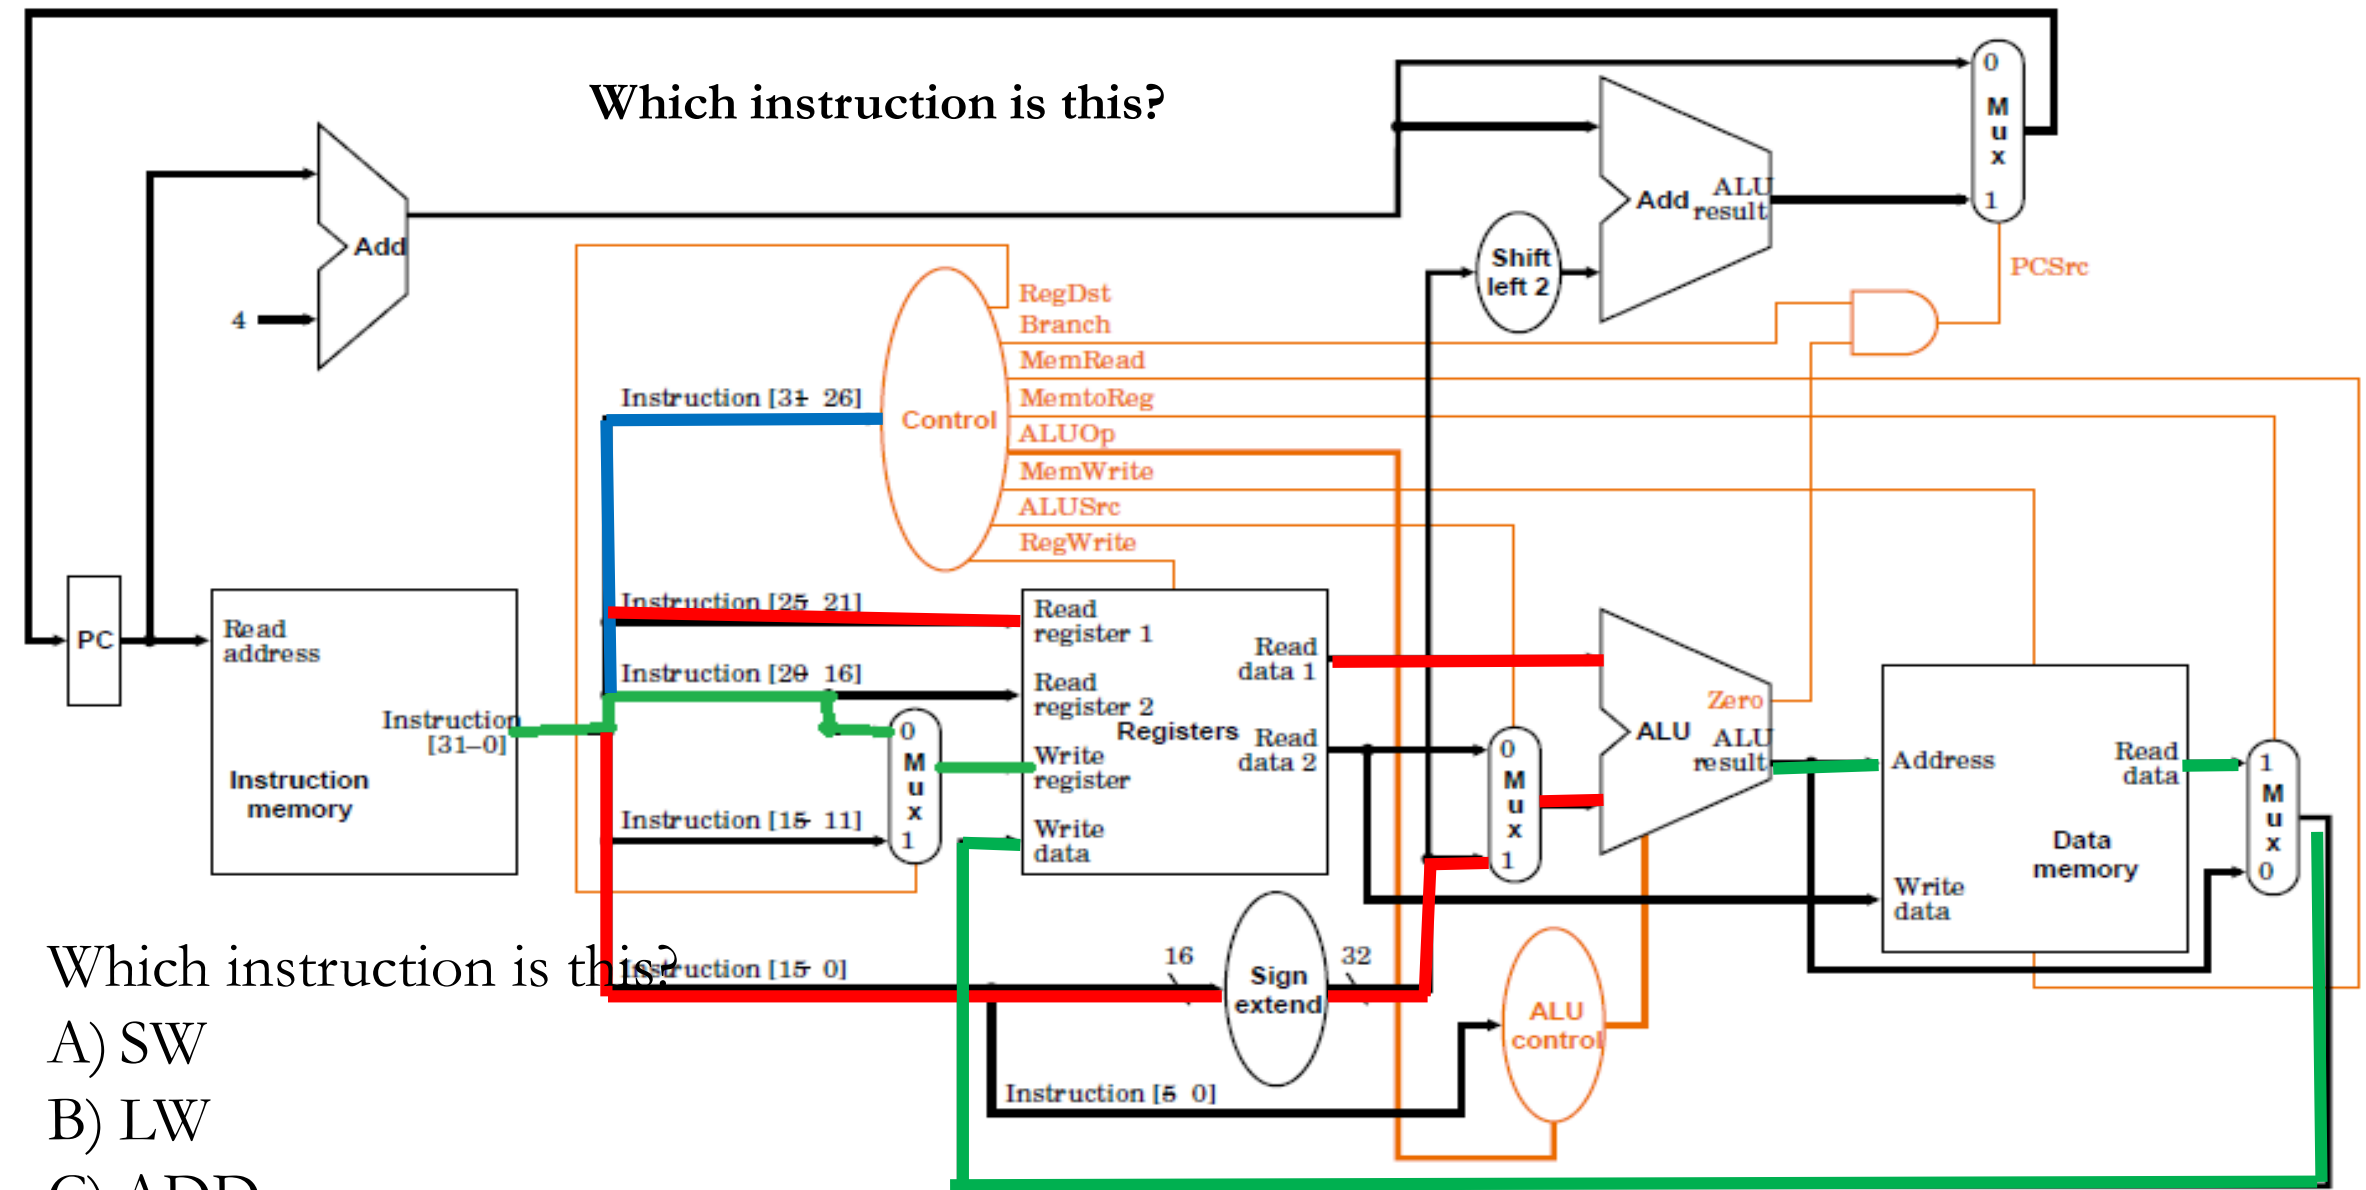 Which instruction is this?
0
M
u
x
1
Add
ALU
result
Add
4
Shift
left 2
PCSrc
RegDst
Branch
MemRead
MemtoReg
ALUOp
MemWrite
ALUSrc
RegWrite
Control
Instruction [31 26]
Instruction [25 21]
Instruction [20 16]
Instruction [15 11]
PC
Read
address
Instruction
[31–0]
Instruction
memory
0
M
u
x
1
Read
register 1
Read
register 2
Registers
Write
register
Write
data
Read
data 1
Read
data 2
0
M
u
x
1
Zero
ALU
ALU
result
Address
Read
data
Data
memory
Write
data
1
M
u
x
0
Which instruction is this?
Instruction [15 0]
16
Sign
extend
32
ALU
control
Instruction [5 0]
A) SW
B) LW
C) ADD